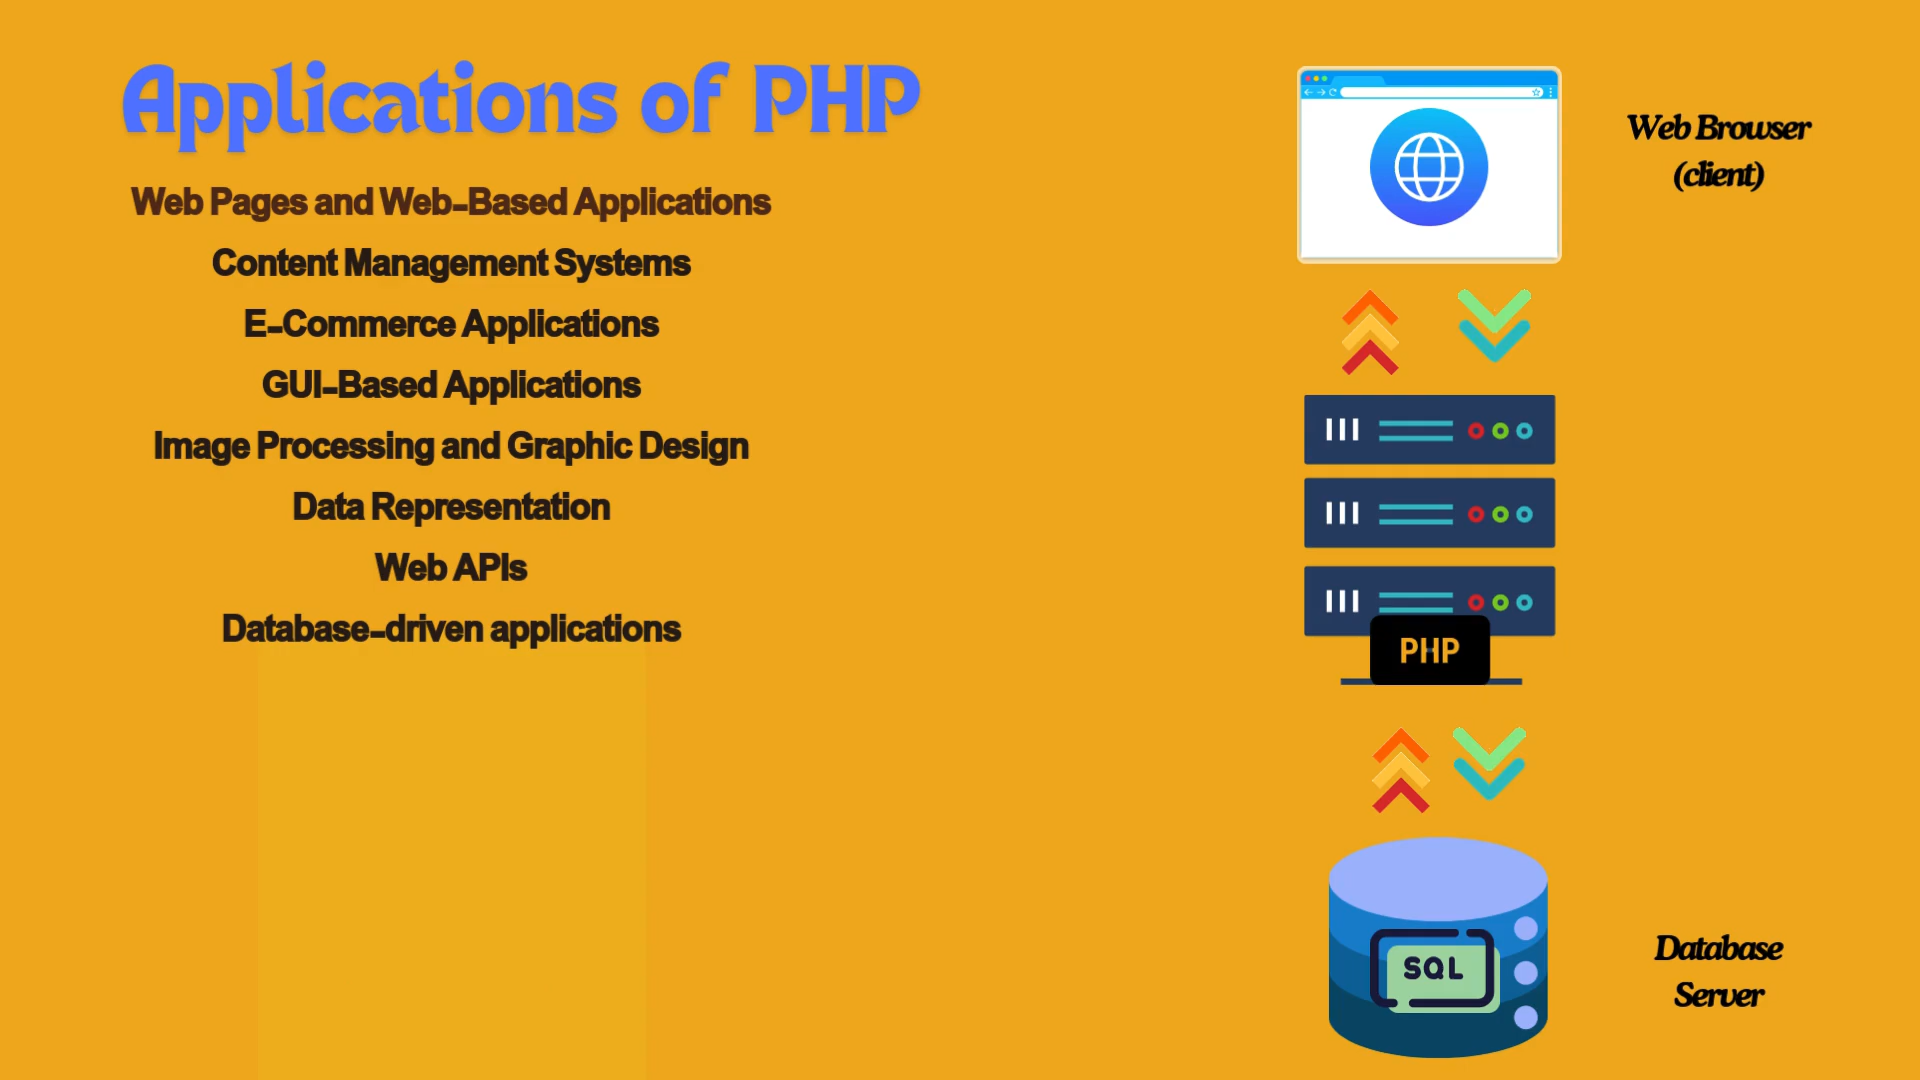 Applications of PHP
Web Pages and Web-Based Applications
Content Management Systems
E-Commerce Applications
GUI-Based Applications
Image Processing and Graphic Design
Data Representation
Web APIs
Database-driven applications
Web Browser
(client)
PHP
SQL
Database
Server